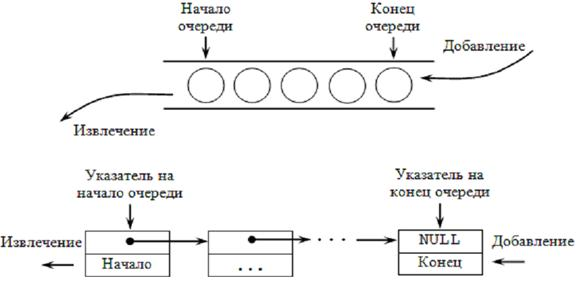 Начало
очереди
Конец
очереди
Добавление
Извлечение
Указатель на
начало очереди
Указатель на
конец очереди
Извлечение
NULL
Добавление
Начало
...
Конец